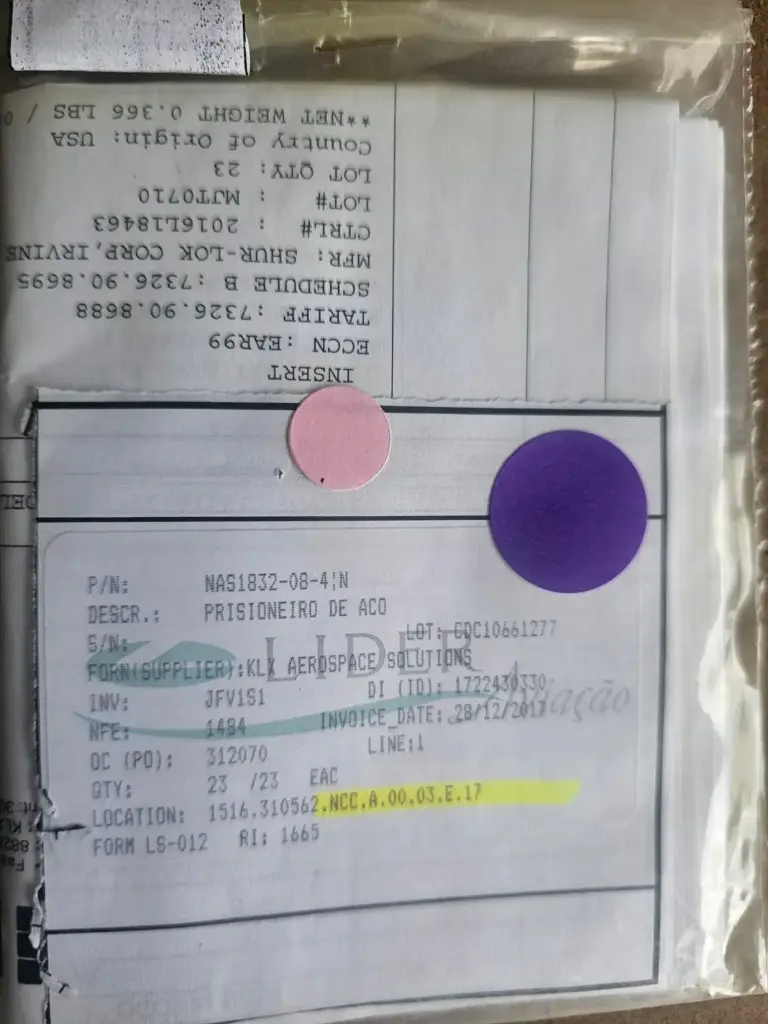 INSERT
ECCN :EAR99
TARIFF :7326.90.8688
SCHEDULE B :7326.90.8695
MFR: SHUR-LOK CORP, IRVINE
CTRL# : 2016L18463
LOT# : MJT0710
LOT QTY: 23
Country of Origin: USA
**NET WEIGHT 0.366 LBS /
P/N: NAS1832-08-4¦N
DESCR.: PRISIONEIRO DE ACO
S/N: LOT: GDC10661277
LIDER
Aviação
FORN(SUPPLIER):KLX AEROSPACE SOLUTIONS
INV: JFV1S1 DI (ID): 1722430330
NFE: 1484 INVOICE_DATE: 28/12/2017
OC (PO): 312070 LINE:1
QTY: 23 /23 EAC
LOCATION: 1516.310562.NCC.A.00.03.E.17
FORM LS-012 RI: 1665